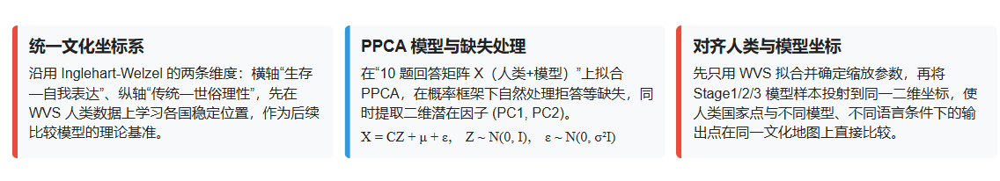 统一文化坐标系
沿用 Inglehart-Welzel 的两条维度：横轴“生存
—自我表达”、纵轴“传统—世俗理性”，先在
WVS 人类数据上学习各国稳定位置，作为后续
比较模型的理论基准。
PPCA 模型与缺失处理
在“10 题回答矩阵 X（人类+模型）”上拟合
PPCA，在概率框架下自然处理拒答等缺失，同
时提取二维潜在因子 (PC1, PC2)。
X = CZ + μ + ε,　Z ~ N(0, I),　ε ~ N(0, σ²I)
对齐人类与模型坐标
先只用 WVS 拟合并确定缩放参数，再将
Stage1/2/3 模型样本投射到同一二维坐标，使
人类国家点与不同模型、不同语言条件下的输
出点在同一文化地图上直接比较。